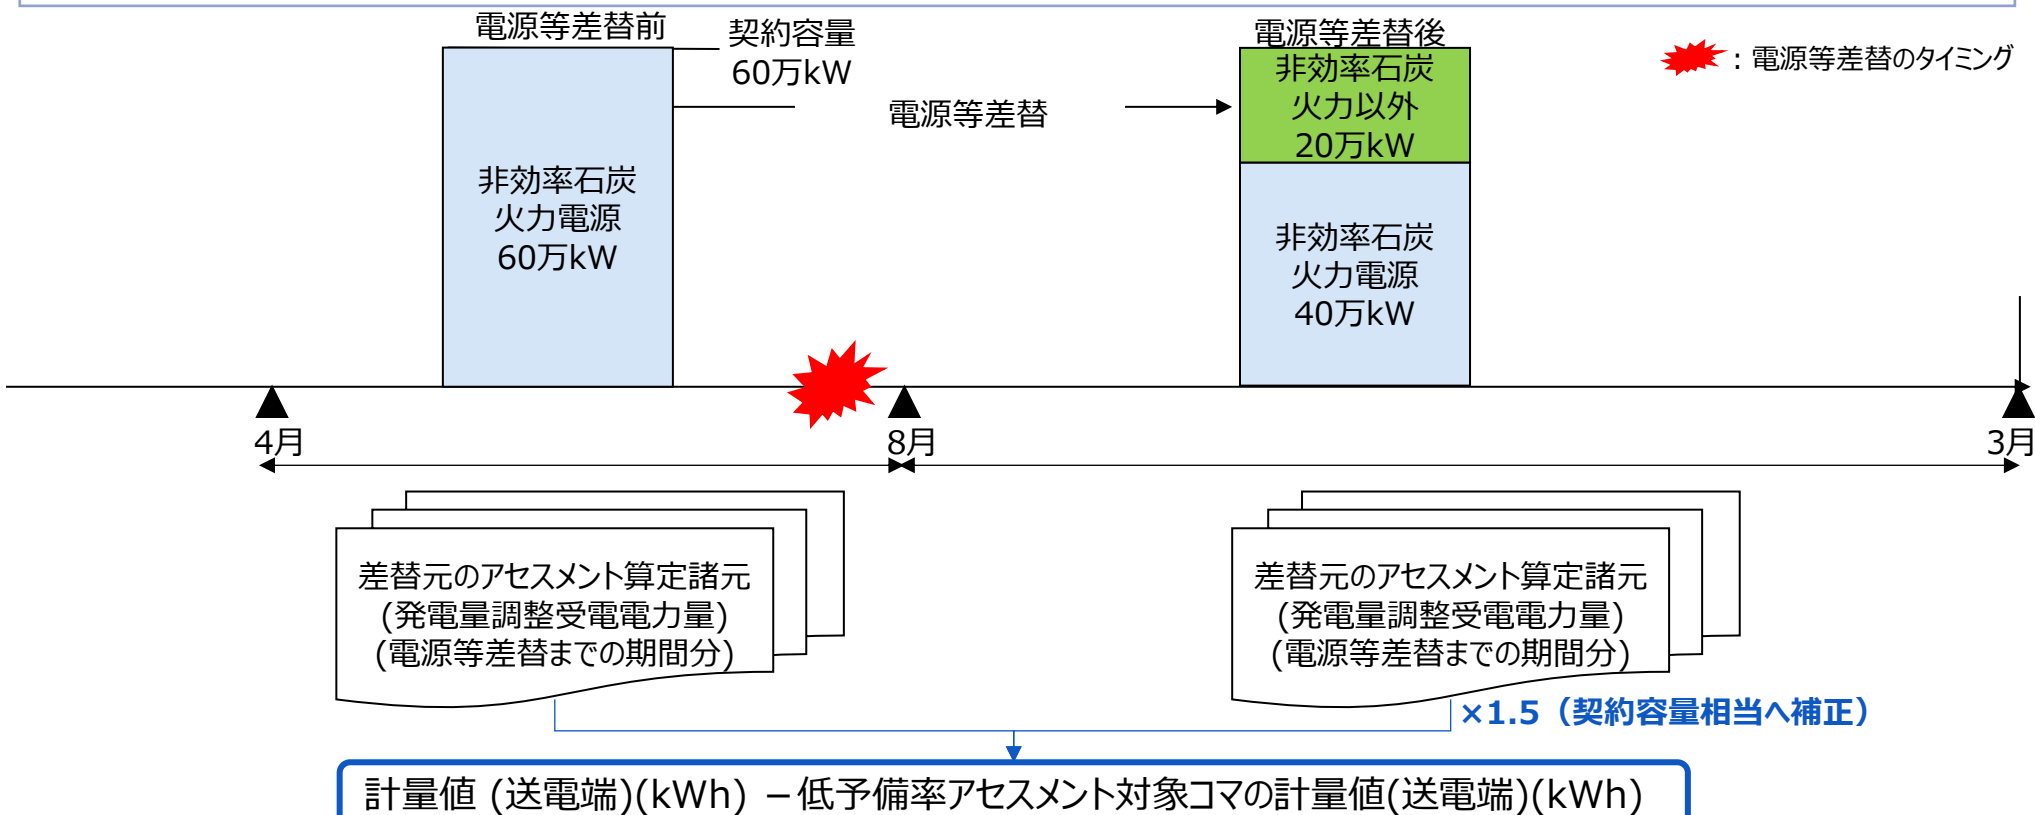 電源等差替前
契約容量
60万kW
電源等差替後
：電源等差替のタイミング
電源等差替
非効率石炭
火力電源
60万kW
非効率石炭
火力以外
20万kW
非効率石炭
火力電源
40万kW
4月
8月
3月
差替元のアセスメント算定諸元
(発電量調整受電電力量)
(電源等差替までの期間分)
差替元のアセスメント算定諸元
(発電量調整受電電力量)
(電源等差替までの期間分)
×1.5（契約容量相当へ補正）
計量値 (送電端)(kWh) －低予備率アセスメント対象コマの計量値(送電端)(kWh)